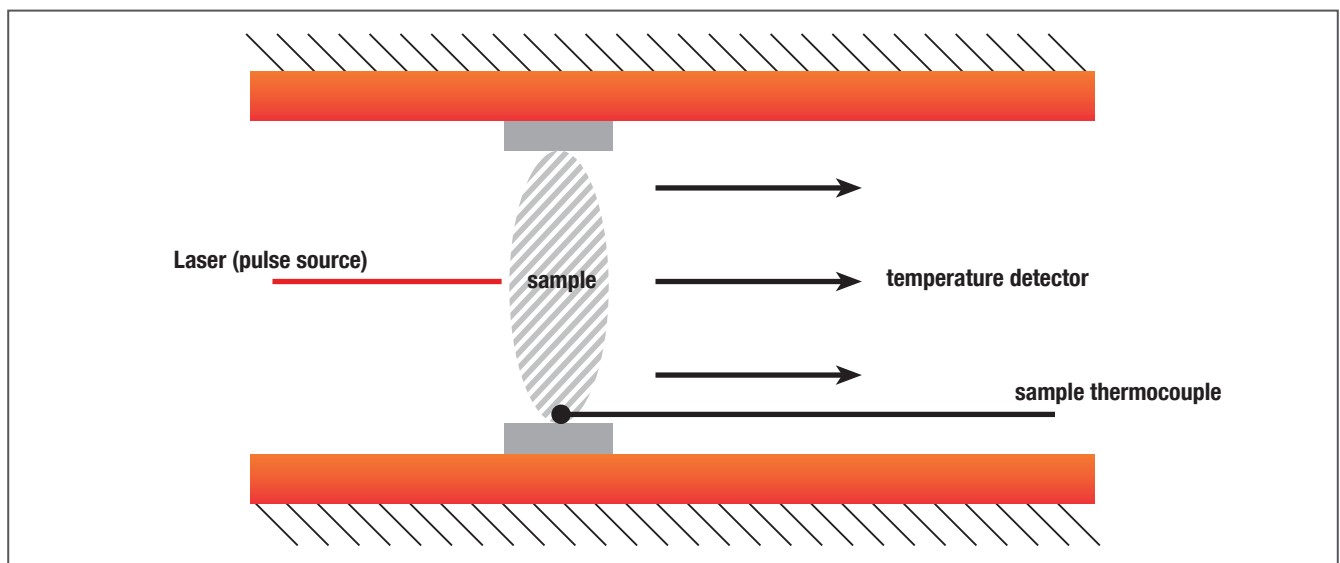 Laser (pulse source)
sample
temperature detector
sample thermocouple